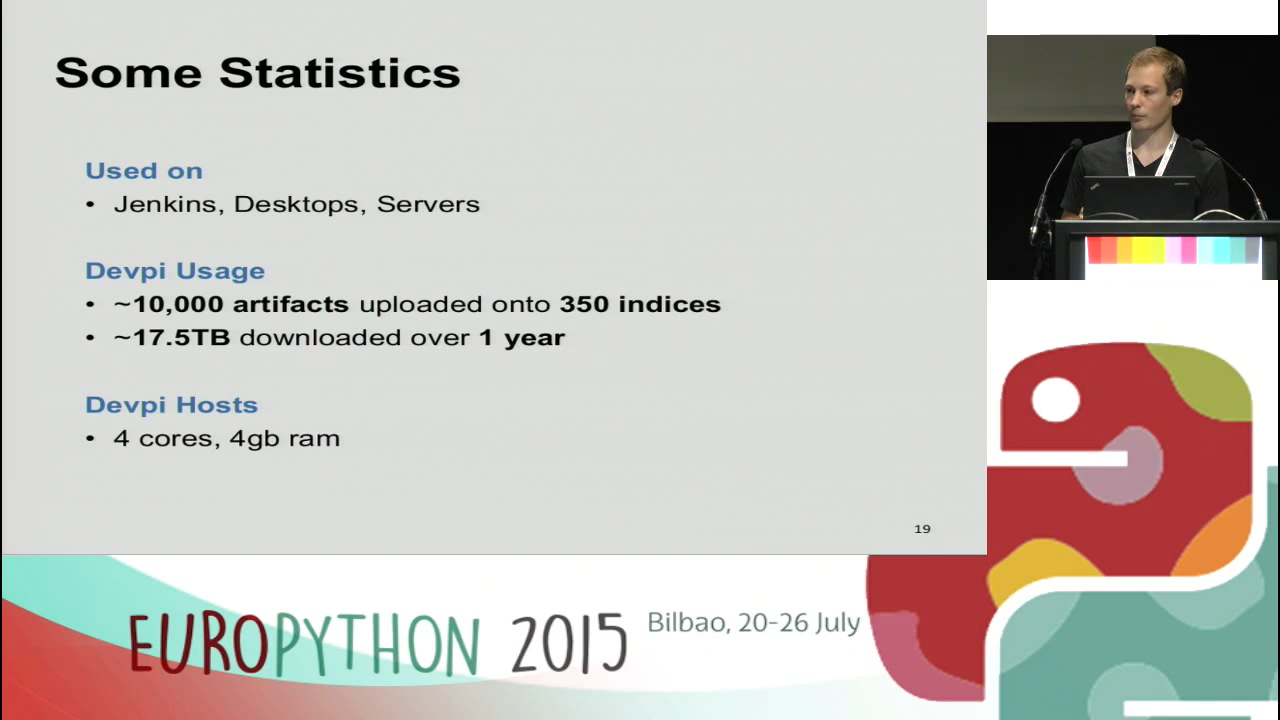 Some Statistics
Used on
• Jenkins, Desktops, Servers
Devpi Usage
• ~10,000 artifacts uploaded onto 350 indices
• ~17.5TB downloaded over 1 year
Devpi Hosts
• 4 cores, 4gb ram
19
EUROPYTHON 2015
Bilbao, 20-26 July